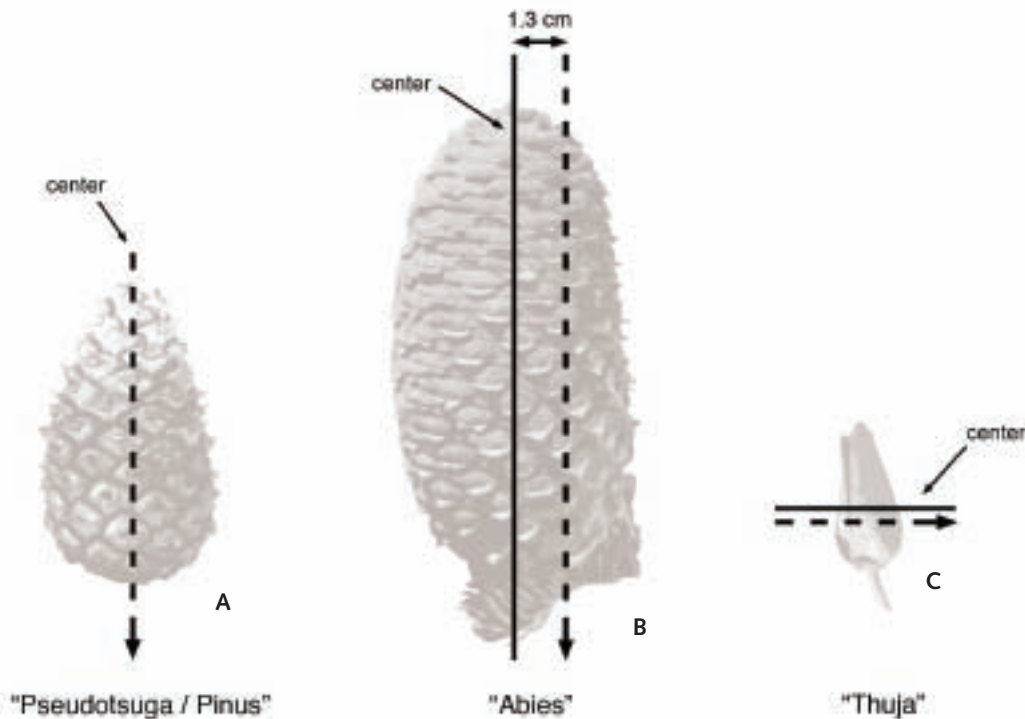 1.3 cm
center
center
center
A
B
C
"Pseudotsuga / Pinus"
"Abies"
"Thuja"